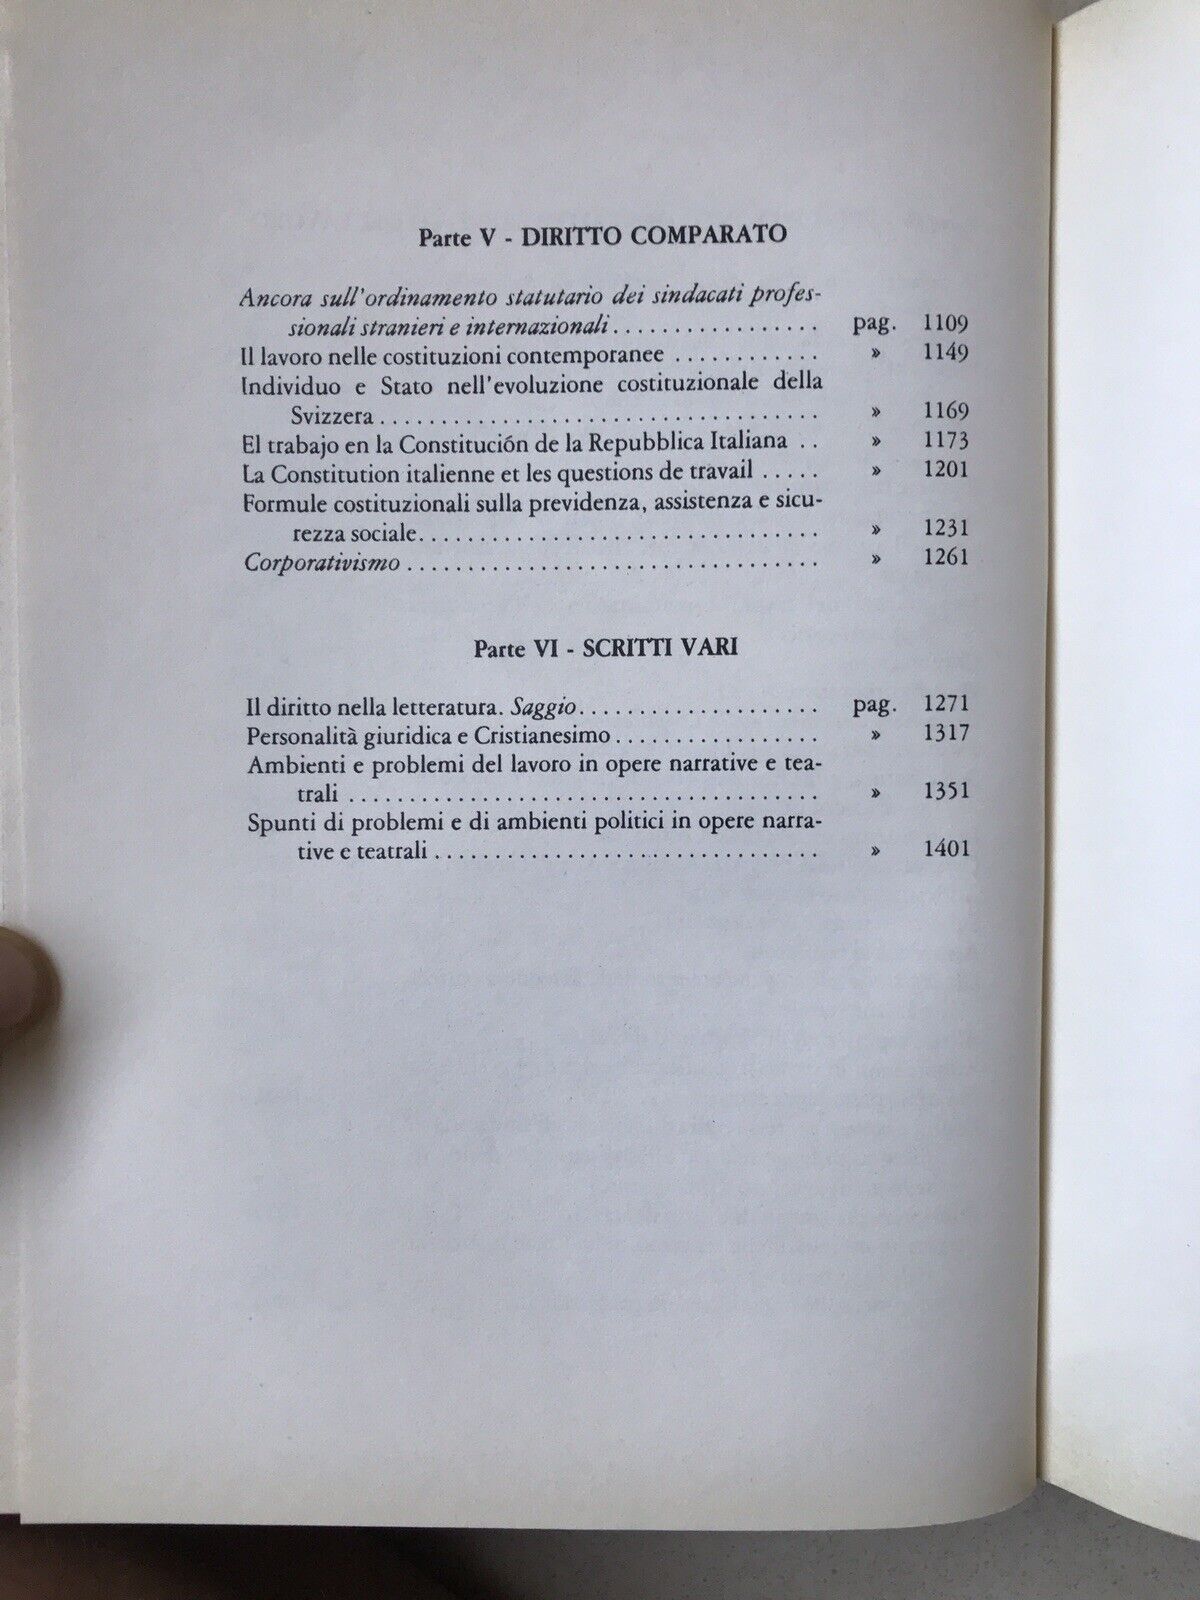 Parte V - DIRITTO COMPARATO
Ancora sull'ordinamento statutario dei sindacati profes-
sionali stranieri e internazionali . . . . . . . . . . . . . . . . . pag. 1109
Il lavoro nelle costituzioni contemporanee . . . . . . . . . . . . » 1149
Individuo e Stato nell'evoluzione costituzionale della
Svizzera . . . . . . . . . . . . . . . . . . . . . . . . . . . . . . . . . . . . » 1169
El trabajo en la Constitución de la Repubblica Italiana . . » 1173
La Constitution italienne et les questions de travail . . . . . » 1201
Formule costituzionali sulla previdenza, assistenza e sicu-
rezza sociale. . . . . . . . . . . . . . . . . . . . . . . . . . . . . . . . . » 1231
Corporativismo . . . . . . . . . . . . . . . . . . . . . . . . . . . . . . . . . . » 1261
Parte VI - SCRITTI VARI
Il diritto nella letteratura. Saggio. . . . . . . . . . . . . . . . . . . . pag. 1271
Personalità giuridica e Cristianesimo . . . . . . . . . . . . . . . . . » 1317
Ambienti e problemi del lavoro in opere narrative e tea-
trali . . . . . . . . . . . . . . . . . . . . . . . . . . . . . . . . . . . . . . . » 1351
Spunti di problemi e di ambienti politici in opere narra-
tive e teatrali . . . . . . . . . . . . . . . . . . . . . . . . . . . . . . . . » 1401